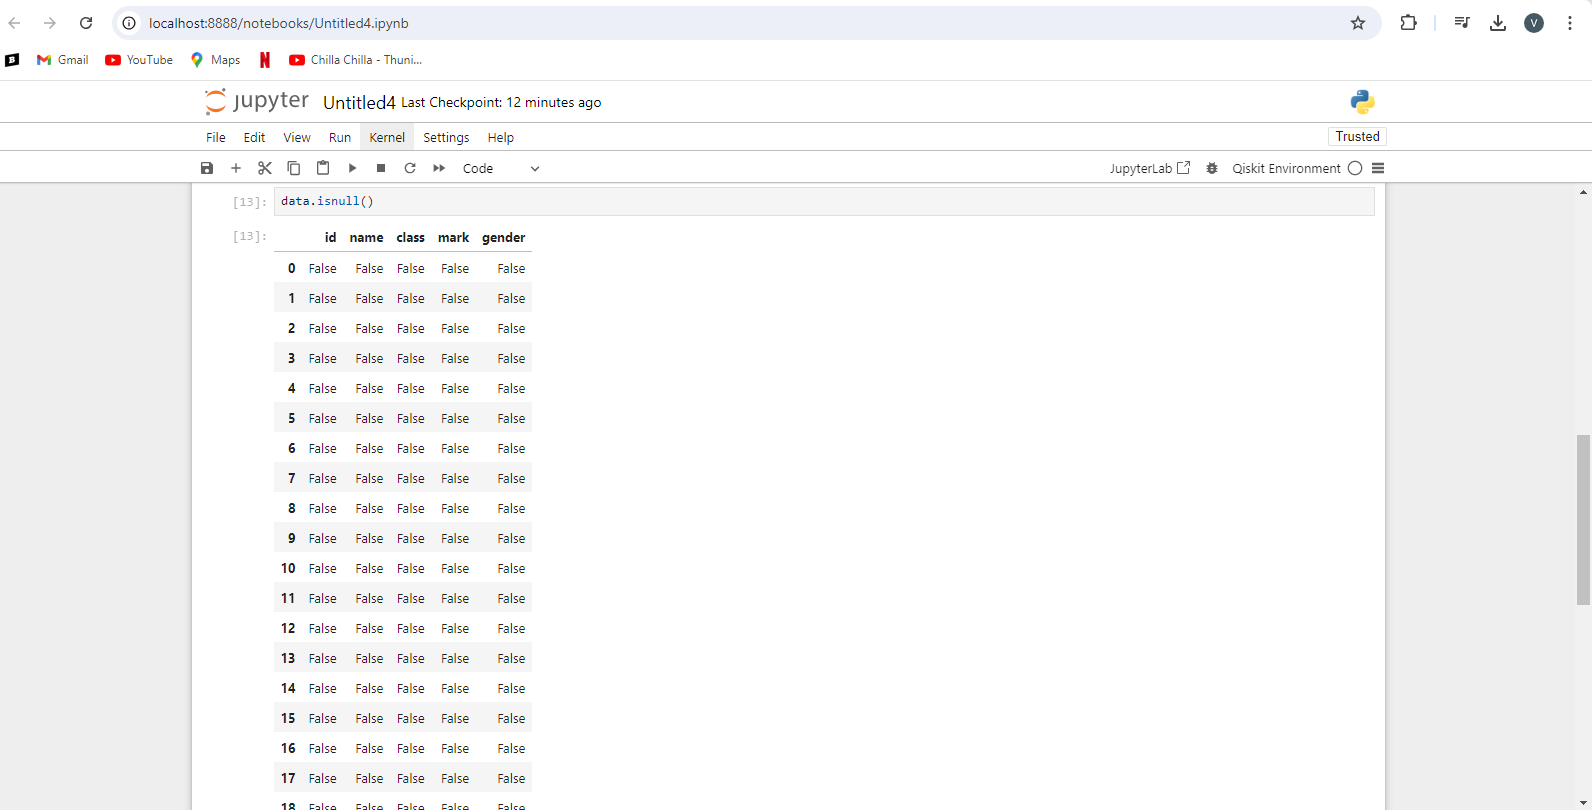 localhost:8888/notebooks/Untitled4.ipynb
V
B Gmail YouTube Maps N Chilla Chilla - Thuni...
jupyter Untitled4 Last Checkpoint: 12 minutes ago
File Edit View Run Kernel Settings Help Trusted
Code JupyterLab Qiskit Environment
[13]: data.isnull()
[13]: id name class mark gender
0 False False False False False
1 False False False False False
2 False False False False False
3 False False False False False
4 False False False False False
5 False False False False False
6 False False False False False
7 False False False False False
8 False False False False False
9 False False False False False
10 False False False False False
11 False False False False False
12 False False False False False
13 False False False False False
14 False False False False False
15 False False False False False
16 False False False False False
17 False False False False False
18 False False False False False